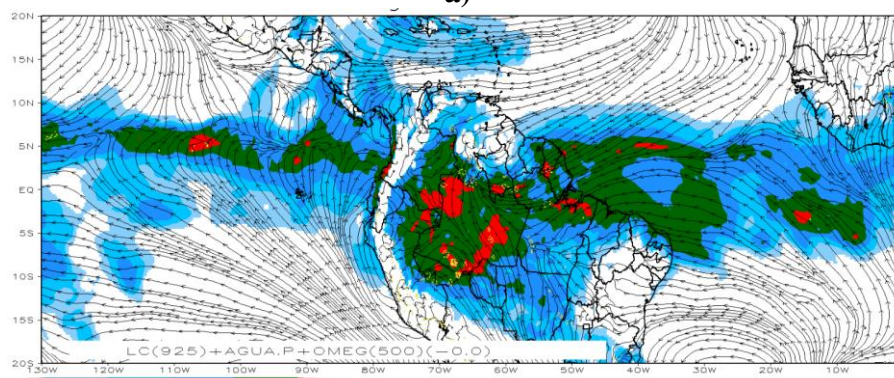 a)
20N
15N
10N
5N
EQ
5S
10S
15S
20S
LC(925)+AGUA.P+OMEG(500)(-0.0)
130W 120W 110W 100W 90W 80W 70W 60W 50W 40W 30W 20W 10W